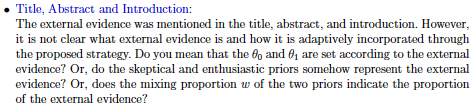 • Title, Abstract and Introduction:
The external evidence was mentioned in the title, abstract, and introduction. However,
it is not clear what external evidence is and how it is adaptively incorporated through
the proposed strategy. Do you mean that the θ₀ and θ₁ are set according to the external
evidence? Or, do the skeptical and enthusiastic priors somehow represent the external
evidence? Or, does the mixing proportion w of the two priors indicate the proportion
of the external evidence?